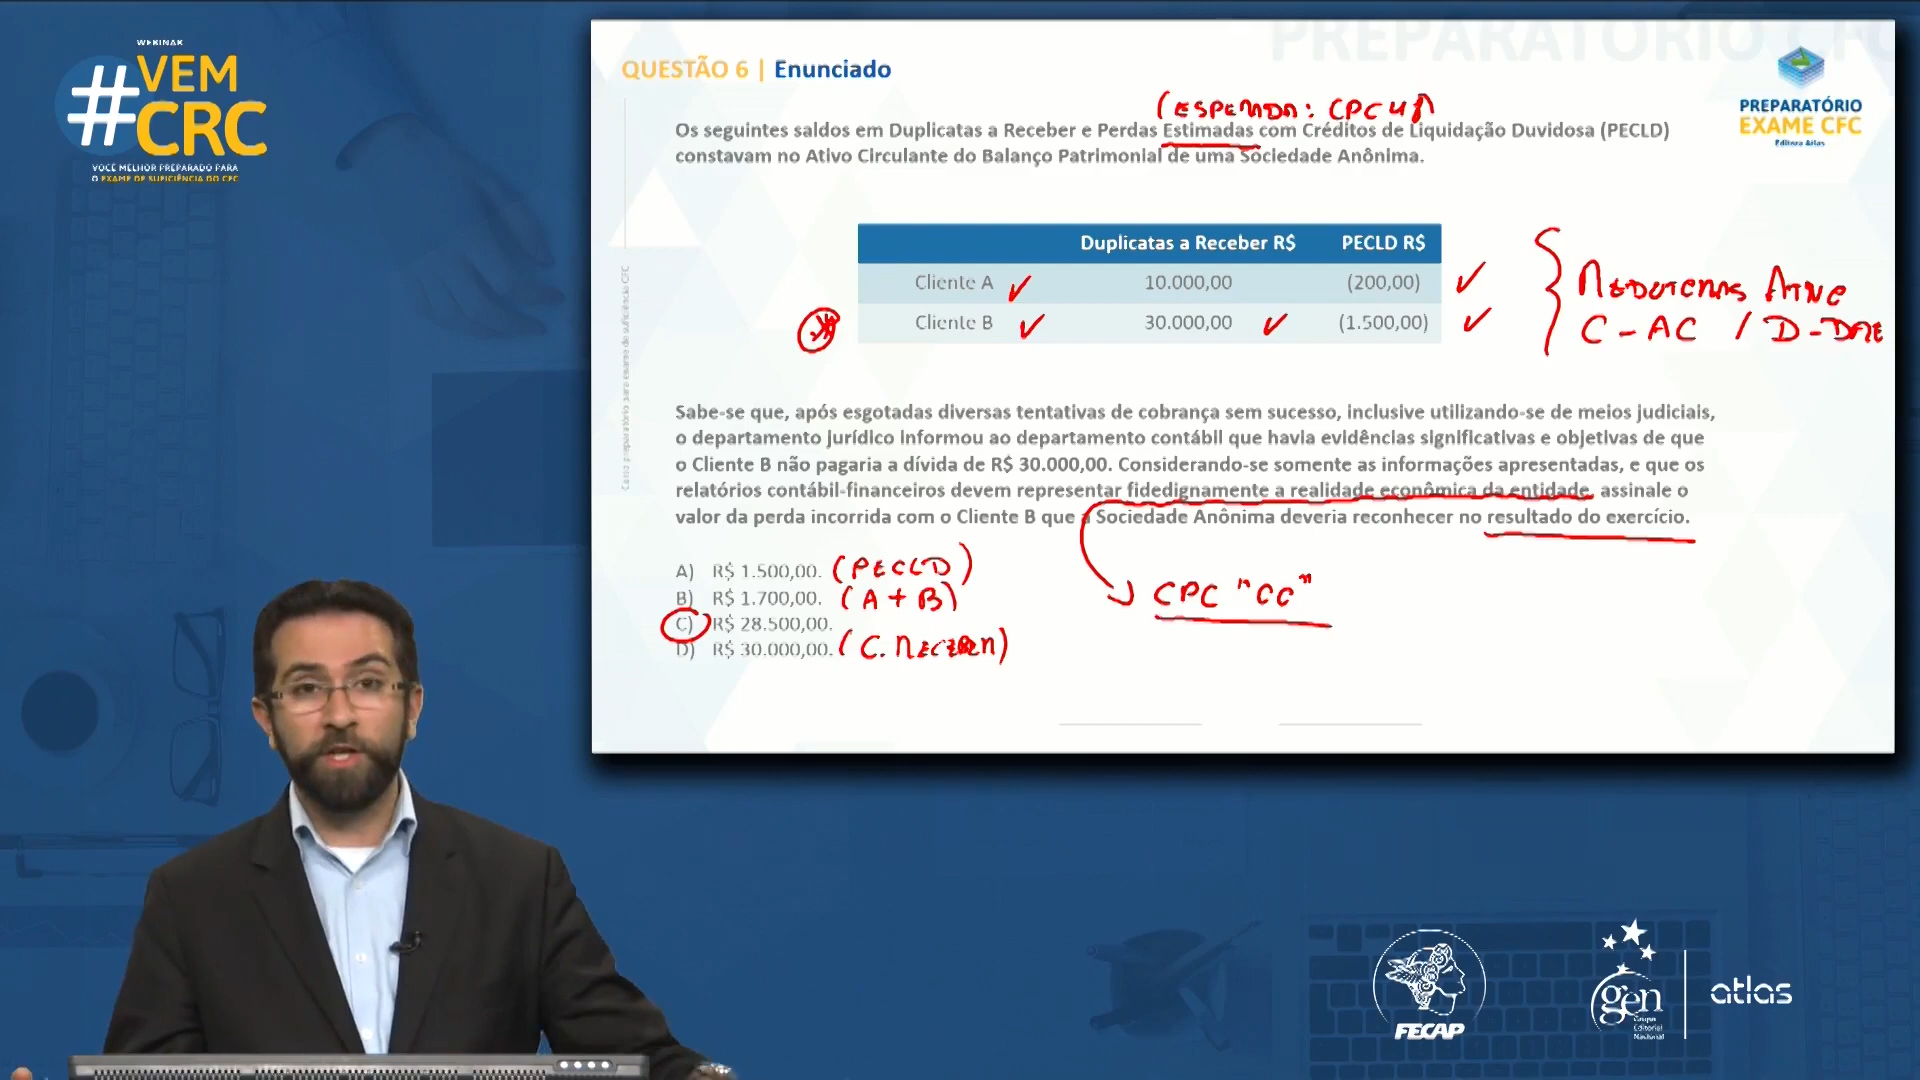 WEBINAR
#VEM
CRC
VOCÊ MELHOR PREPARADO PARA
O EXAME DE SUFICIÊNCIA DO CFC
PREPARATÓRIO CFC
QUESTÃO 6 | Enunciado
PREPARATÓRIO
EXAME CFC
Editora Atlas
(ESPERADA: CPC 48)
Os seguintes saldos em Duplicatas a Receber e Perdas Estimadas com Créditos de Liquidação Duvidosa (PECLD)
constavam no Ativo Circulante do Balanço Patrimonial de uma Sociedade Anônima.
Duplicatas a Receber R$ PECLD R$
Cliente A 10.000,00 (200,00)
Cliente B 30.000,00 (1.500,00)
C - AC / D - DRE
Sabe-se que, após esgotadas diversas tentativas de cobrança sem sucesso, inclusive utilizando-se de meios judiciais,
o departamento jurídico informou ao departamento contábil que havia evidências significativas e objetivas de que
o Cliente B não pagaria a dívida de R$ 30.000,00. Considerando-se somente as informações apresentadas, e que os
relatórios contábil-financeiros devem representar fidedignamente a realidade econômica da entidade, assinale o
valor da perda incorrida com o Cliente B que a Sociedade Anônima deveria reconhecer no resultado do exercício.
A) R$ 1.500,00. (PECLD)
B) R$ 1.700,00. (A + B)
C) R$ 28.500,00.
D) R$ 30.000,00. (C.
CPC "00"
FECAP
gen
Grupo
Editorial
Nacional
atlas